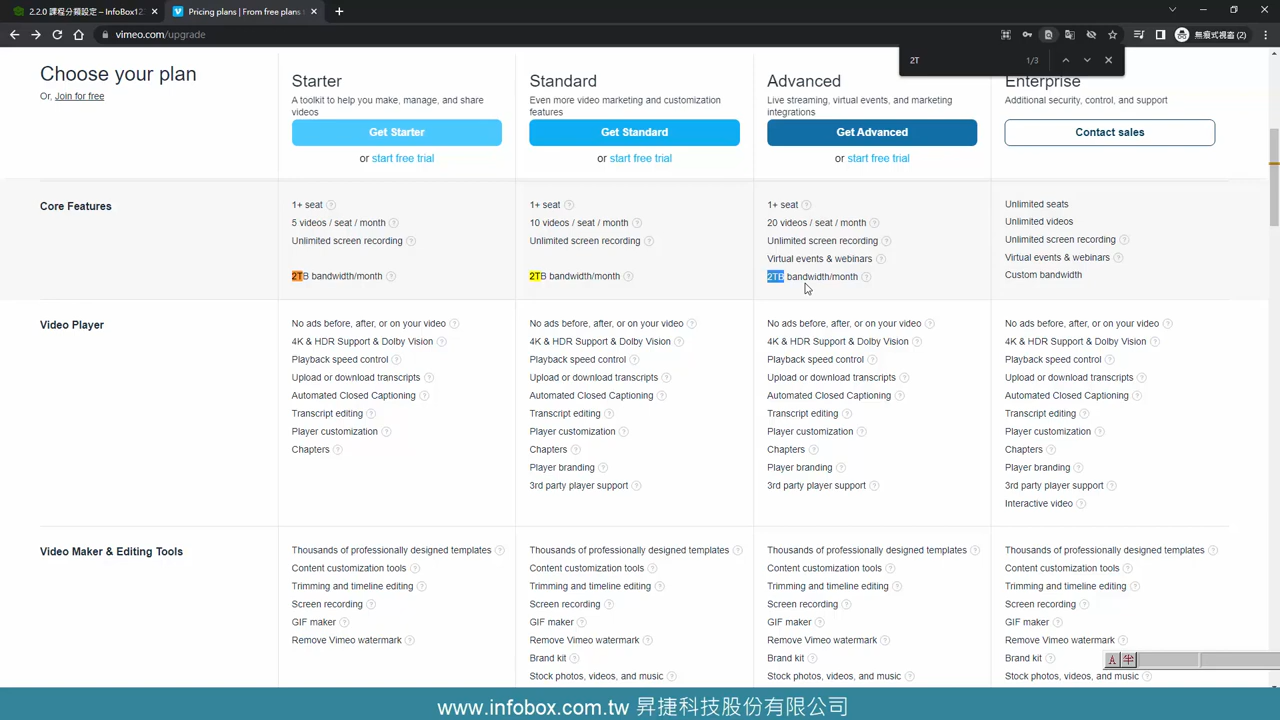 2.2.0 課程分類設定 – InfoBox12
Pricing plans | From free plans
vimeo.com/upgrade
無痕式視窗 (2)
2T
1/3
Choose your plan
Or, Join for free
Starter
A toolkit to help you make, manage, and share
videos
Get Starter
or start free trial
Standard
Even more video marketing and customization
features
Get Standard
or start free trial
Advanced
Live streaming, virtual events, and marketing
integrations
Get Advanced
or start free trial
Enterprise
Additional security, control, and support
Contact sales
Core Features
1+ seat
5 videos / seat / month
Unlimited screen recording
2TB bandwidth/month
1+ seat
10 videos / seat / month
Unlimited screen recording
2TB bandwidth/month
1+ seat
20 videos / seat / month
Unlimited screen recording
Virtual events & webinars
2TB bandwidth/month
Unlimited seats
Unlimited videos
Unlimited screen recording
Virtual events & webinars
Custom bandwidth
Video Player
No ads before, after, or on your video
4K & HDR Support & Dolby Vision
Playback speed control
Upload or download transcripts
Automated Closed Captioning
Transcript editing
Player customization
Chapters
No ads before, after, or on your video
4K & HDR Support & Dolby Vision
Playback speed control
Upload or download transcripts
Automated Closed Captioning
Transcript editing
Player customization
Chapters
Player branding
3rd party player support
No ads before, after, or on your video
4K & HDR Support & Dolby Vision
Playback speed control
Upload or download transcripts
Automated Closed Captioning
Transcript editing
Player customization
Chapters
Player branding
3rd party player support
No ads before, after, or on your video
4K & HDR Support & Dolby Vision
Playback speed control
Upload or download transcripts
Automated Closed Captioning
Transcript editing
Player customization
Chapters
Player branding
3rd party player support
Interactive video
Video Maker & Editing Tools
Thousands of professionally designed templates
Content customization tools
Trimming and timeline editing
Screen recording
GIF maker
Remove Vimeo watermark
Thousands of professionally designed templates
Content customization tools
Trimming and timeline editing
Screen recording
GIF maker
Remove Vimeo watermark
Brand kit
Stock photos, videos, and music
Thousands of professionally designed templates
Content customization tools
Trimming and timeline editing
Screen recording
GIF maker
Remove Vimeo watermark
Brand kit
Stock photos, videos, and music
Thousands of professionally designed templates
Content customization tools
Trimming and timeline editing
Screen recording
GIF maker
Remove Vimeo watermark
Brand kit
Stock photos, videos, and music
A 半
www.infobox.com.tw 昇捷科技股份有限公司